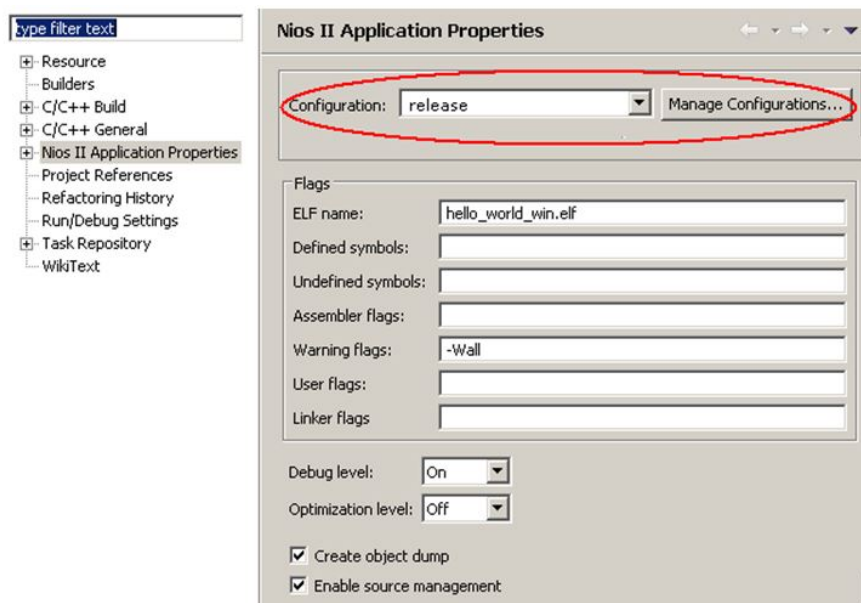 type filter text
Resource
Builders
C/C++ Build
C/C++ General
Nios II Application Properties
Project References
Refactoring History
Run/Debug Settings
Task Repository
WikiText
Nios II Application Properties
Configuration: release Manage Configurations...
Flags
ELF name: hello_world_win.elf
Defined symbols:
Undefined symbols:
Assembler flags:
Warning flags: -Wall
User flags:
Linker flags
Debug level: On
Optimization level: Off
Create object dump
Enable source management